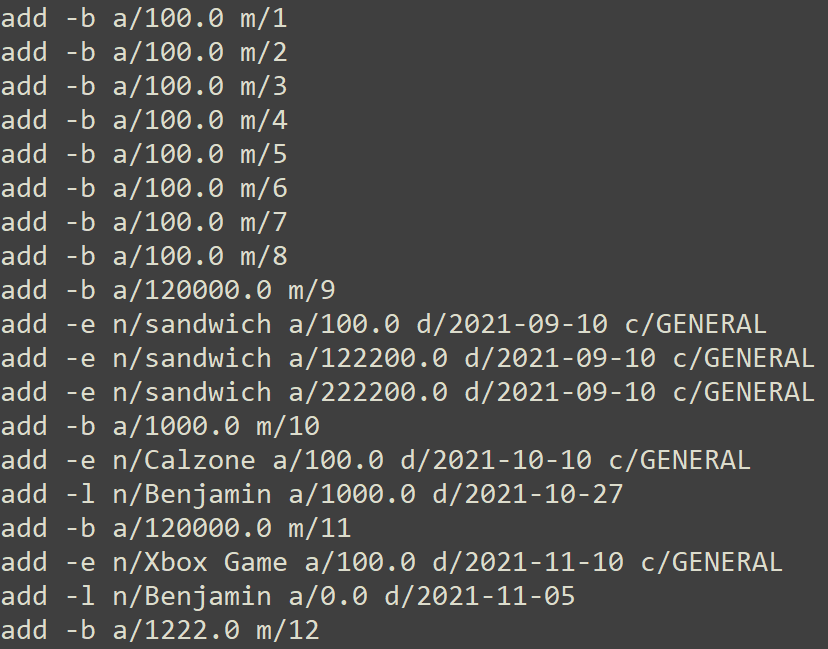 add -b a/100.0 m/1
add -b a/100.0 m/2
add -b a/100.0 m/3
add -b a/100.0 m/4
add -b a/100.0 m/5
add -b a/100.0 m/6
add -b a/100.0 m/7
add -b a/100.0 m/8
add -b a/120000.0 m/9
add -e n/sandwich a/100.0 d/2021-09-10 c/GENERAL
add -e n/sandwich a/122200.0 d/2021-09-10 c/GENERAL
add -e n/sandwich a/222200.0 d/2021-09-10 c/GENERAL
add -b a/1000.0 m/10
add -e n/Calzone a/100.0 d/2021-10-10 c/GENERAL
add -l n/Benjamin a/1000.0 d/2021-10-27
add -b a/120000.0 m/11
add -e n/Xbox Game a/100.0 d/2021-11-10 c/GENERAL
add -l n/Benjamin a/0.0 d/2021-11-05
add -b a/1222.0 m/12